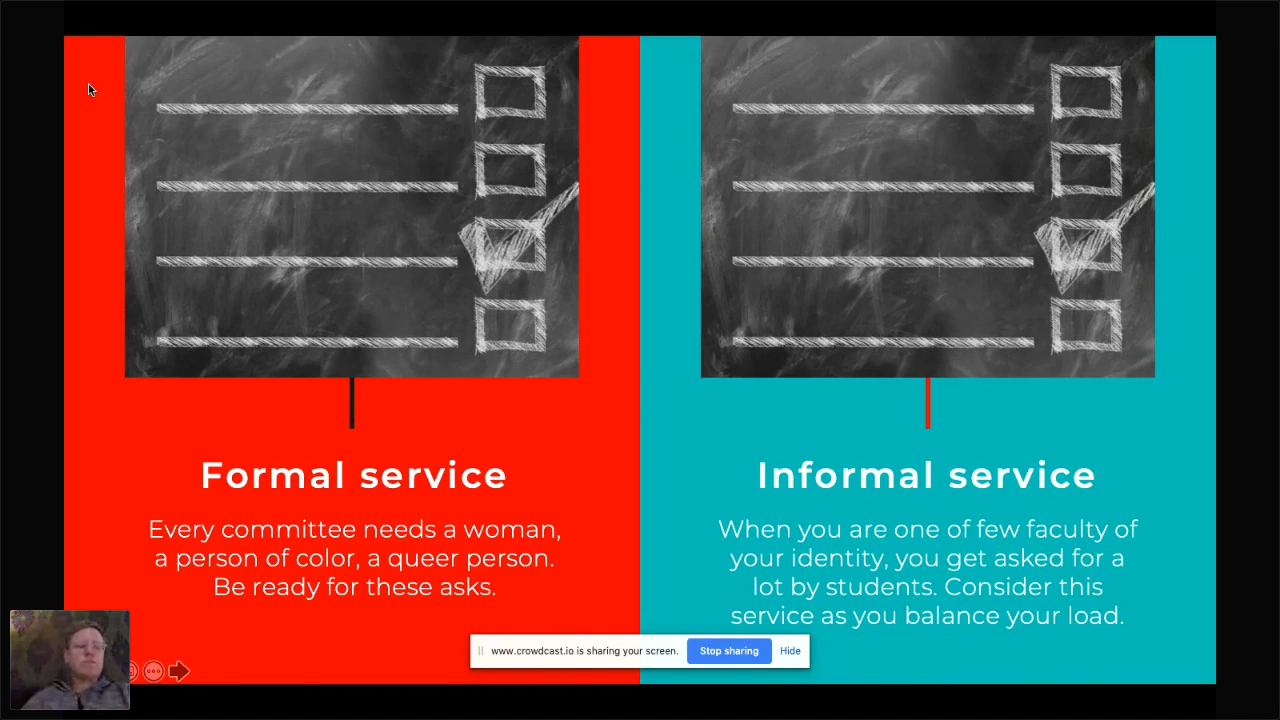 Formal service
Every committee needs a woman,
a person of color, a queer person.
Be ready for these asks.
Informal service
When you are one of few faculty of
your identity, you get asked for a
lot by students. Consider this
service as you balance your load.
www.crowdcast.io is sharing your screen.
Stop sharing
Hide